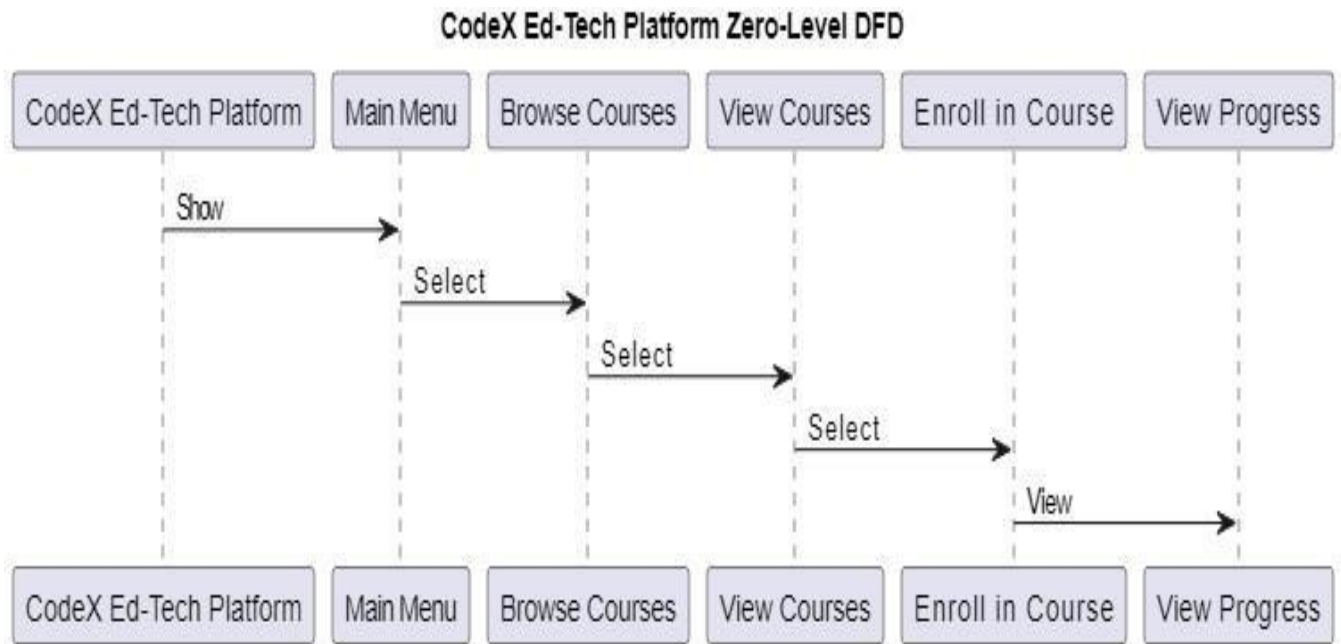 CodeX Ed-Tech Platform Zero-Level DFD
CodeX Ed-Tech Platform
Main Menu
Browse Courses
View Courses
Enroll in Course
View Progress
Show
Select
Select
Select
View
CodeX Ed-Tech Platform
Main Menu
Browse Courses
View Courses
Enroll in Course
View Progress